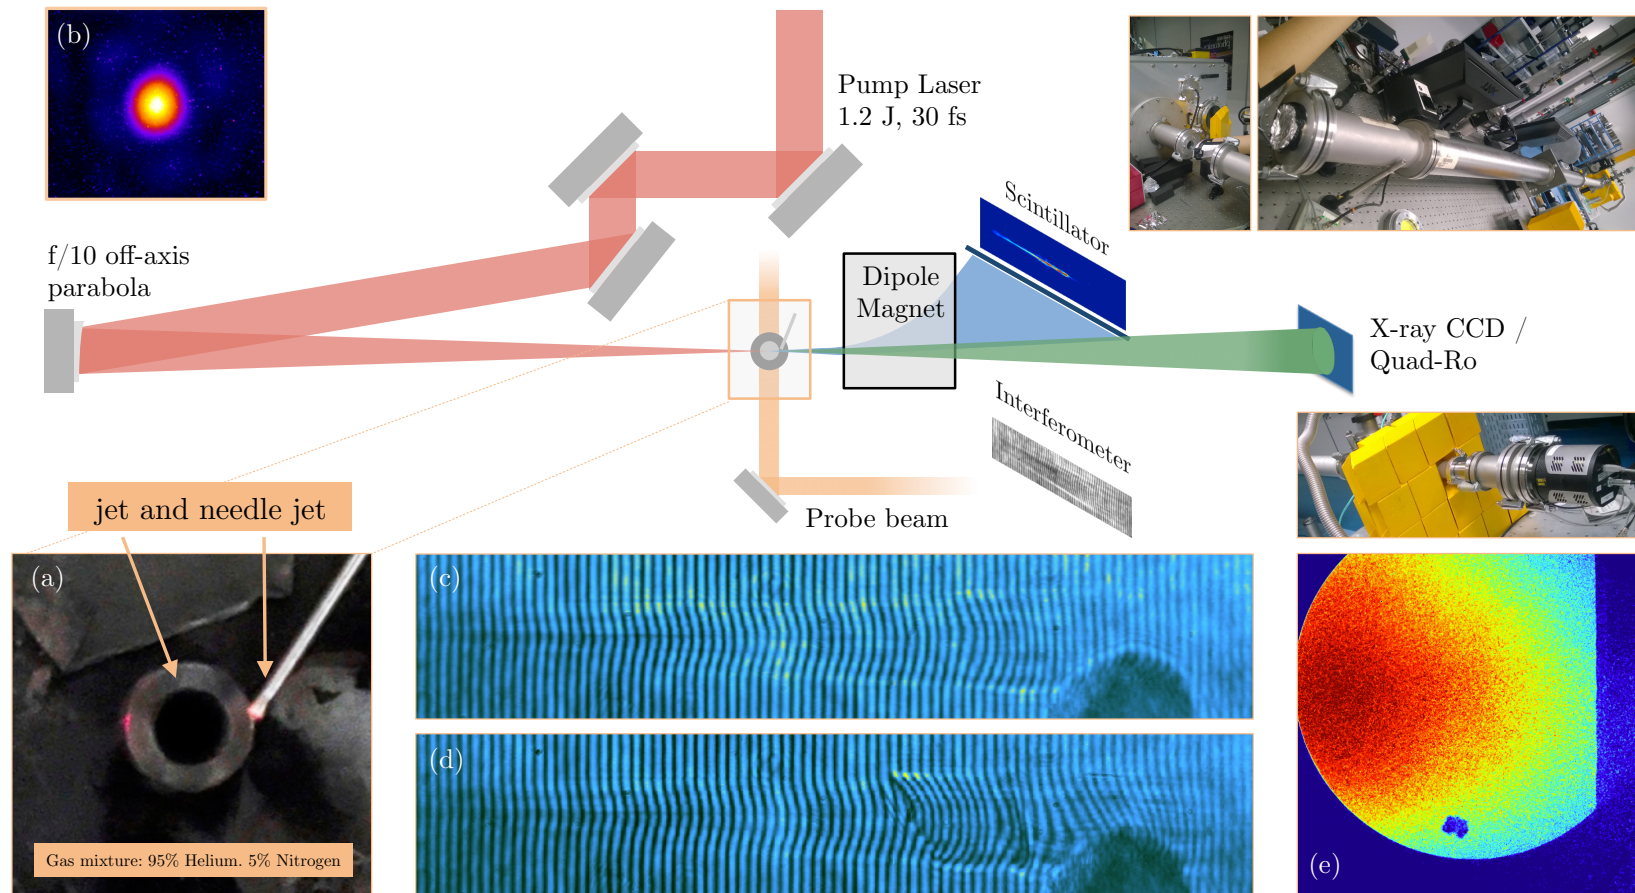 (b)
Pump Laser
1.2 J, 30 fs
f/10 off-axis
parabola
Scintillator
Dipole
Magnet
X-ray CCD /
Quad-Ro
Interferometer
Probe beam
jet and needle jet
(a)
Gas mixture: 95% Helium. 5% Nitrogen
(c)
(d)
(e)